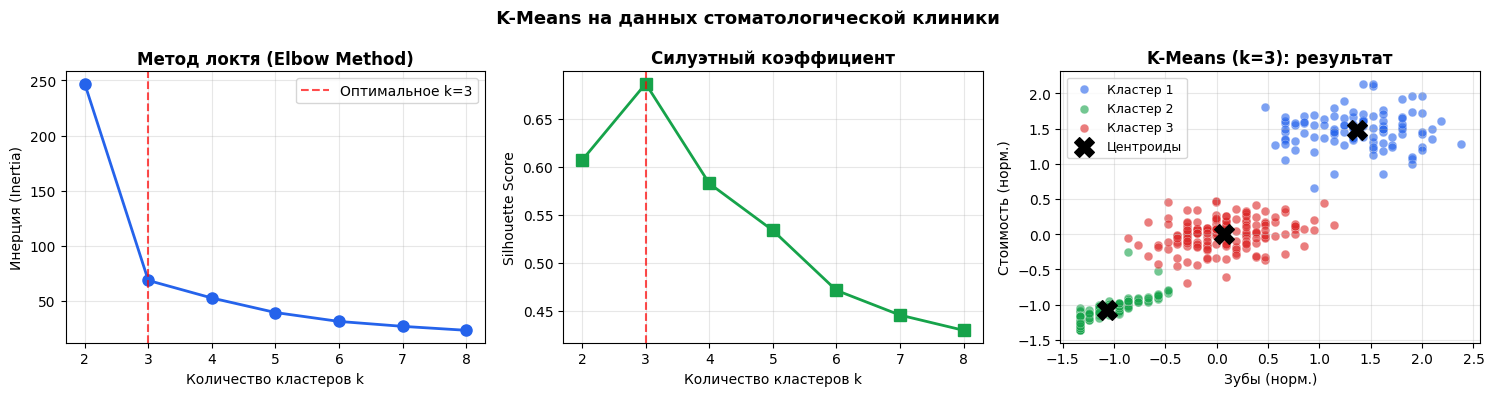 K-Means на данных стоматологической клиники
Метод локтя (Elbow Method)
Инерция (Inertia)
250
200
150
100
50
Оптимальное k=3
2 3 4 5 6 7 8
Количество кластеров k
Силуэтный коэффициент
Silhouette Score
0.65
0.60
0.55
0.50
0.45
2 3 4 5 6 7 8
Количество кластеров k
K-Means (k=3): результат
Стоимость (норм.)
2.0
1.5
1.0
0.5
0.0
−0.5
−1.0
−1.5
Кластер 1
Кластер 2
Кластер 3
Центроиды
−1.5 −1.0 −0.5 0.0 0.5 1.0 1.5 2.0 2.5
Зубы (норм.)